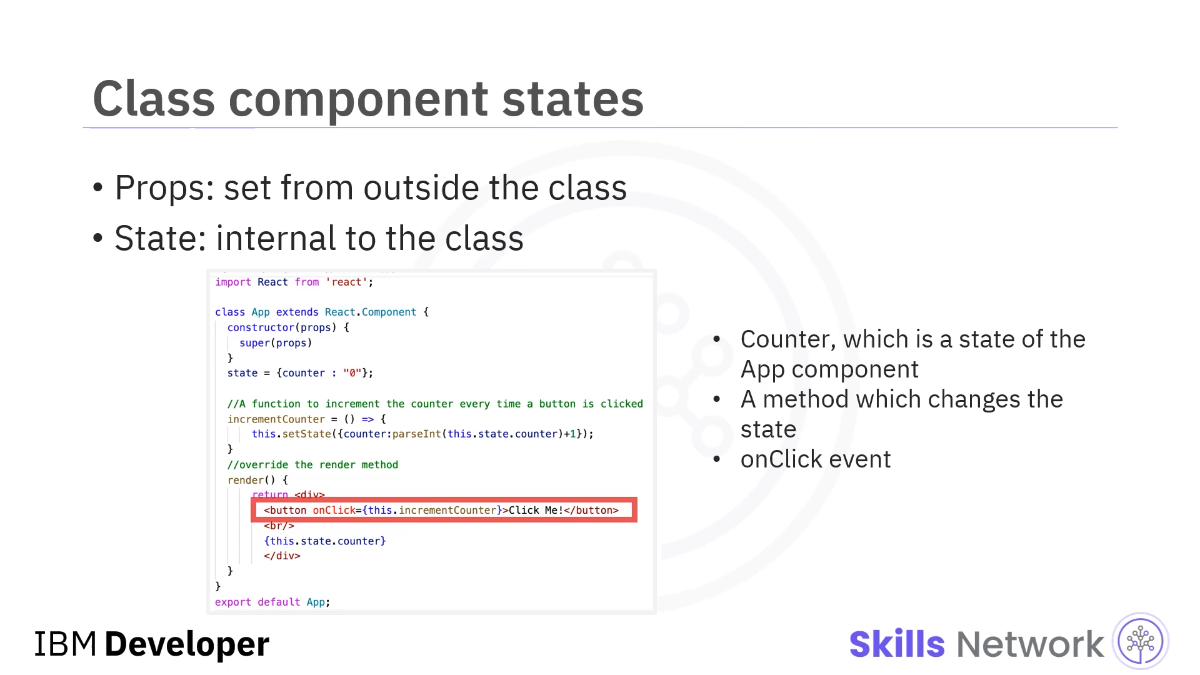 Class component states
• Props: set from outside the class
• State: internal to the class
import React from 'react';
class App extends React.Component {
constructor(props) {
super(props)
}
state = {counter : "0"};
//A function to increment the counter every time a button is clicked
incrementCounter = () => {
this.setState({counter:parseInt(this.state.counter)+1});
}
//override the render method
render() {
return <div>
<button onClick={this.incrementCounter}>Click Me!</button>
<br/>
{this.state.counter}
</div>
}
}
export default App;
• Counter, which is a state of the
App component
• A method which changes the
state
• onClick event
IBM Developer
Skills Network